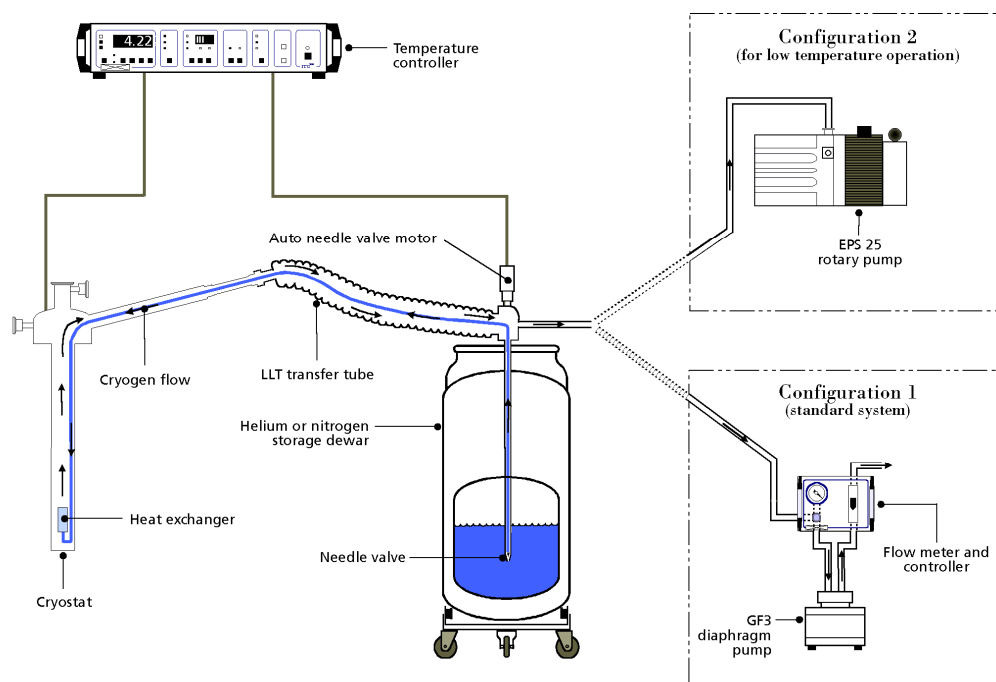 4.22
Temperature
controller
Configuration 2
(for low temperature operation)
EPS 25
rotary pump
Auto needle valve motor
Cryogen flow
LLT transfer tube
Helium or nitrogen
storage dewar
Configuration 1
(standard system)
Heat exchanger
Needle valve
Flow meter and
controller
Cryostat
GF3
diaphragm
pump